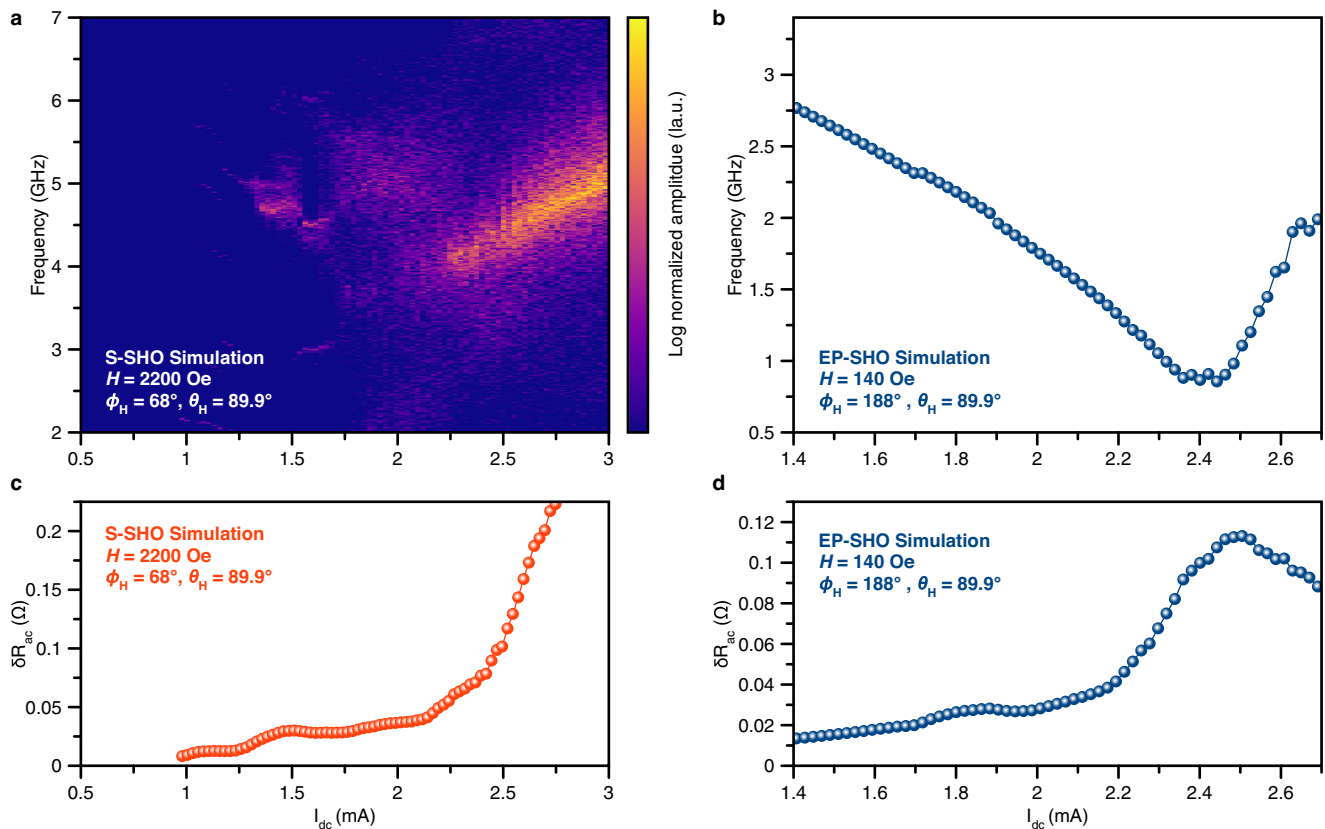 a
7
6
5
4
3
2
Frequency (GHz)
0.5
1
1.5
2
2.5
3
S-SHO Simulation
H = 2200 Oe
ϕH = 68°, θH = 89.9°
Log normalized amplitdue (la.u.)
b
3
2.5
2
1.5
1
0.5
Frequency (GHz)
1.4
1.6
1.8
2
2.2
2.4
2.6
EP-SHO Simulation
H = 140 Oe
ϕH = 188° , θH = 89.9°
c
0.2
0.15
0.1
0.05
0
δRac (Ω)
0.5
1
1.5
2
2.5
3
Idc (mA)
S-SHO Simulation
H = 2200 Oe
ϕH = 68°, θH = 89.9°
d
0.12
0.1
0.08
0.06
0.04
0.02
0
δRac (Ω)
1.4
1.6
1.8
2
2.2
2.4
2.6
Idc (mA)
EP-SHO Simulation
H = 140 Oe
ϕH = 188° , θH = 89.9°